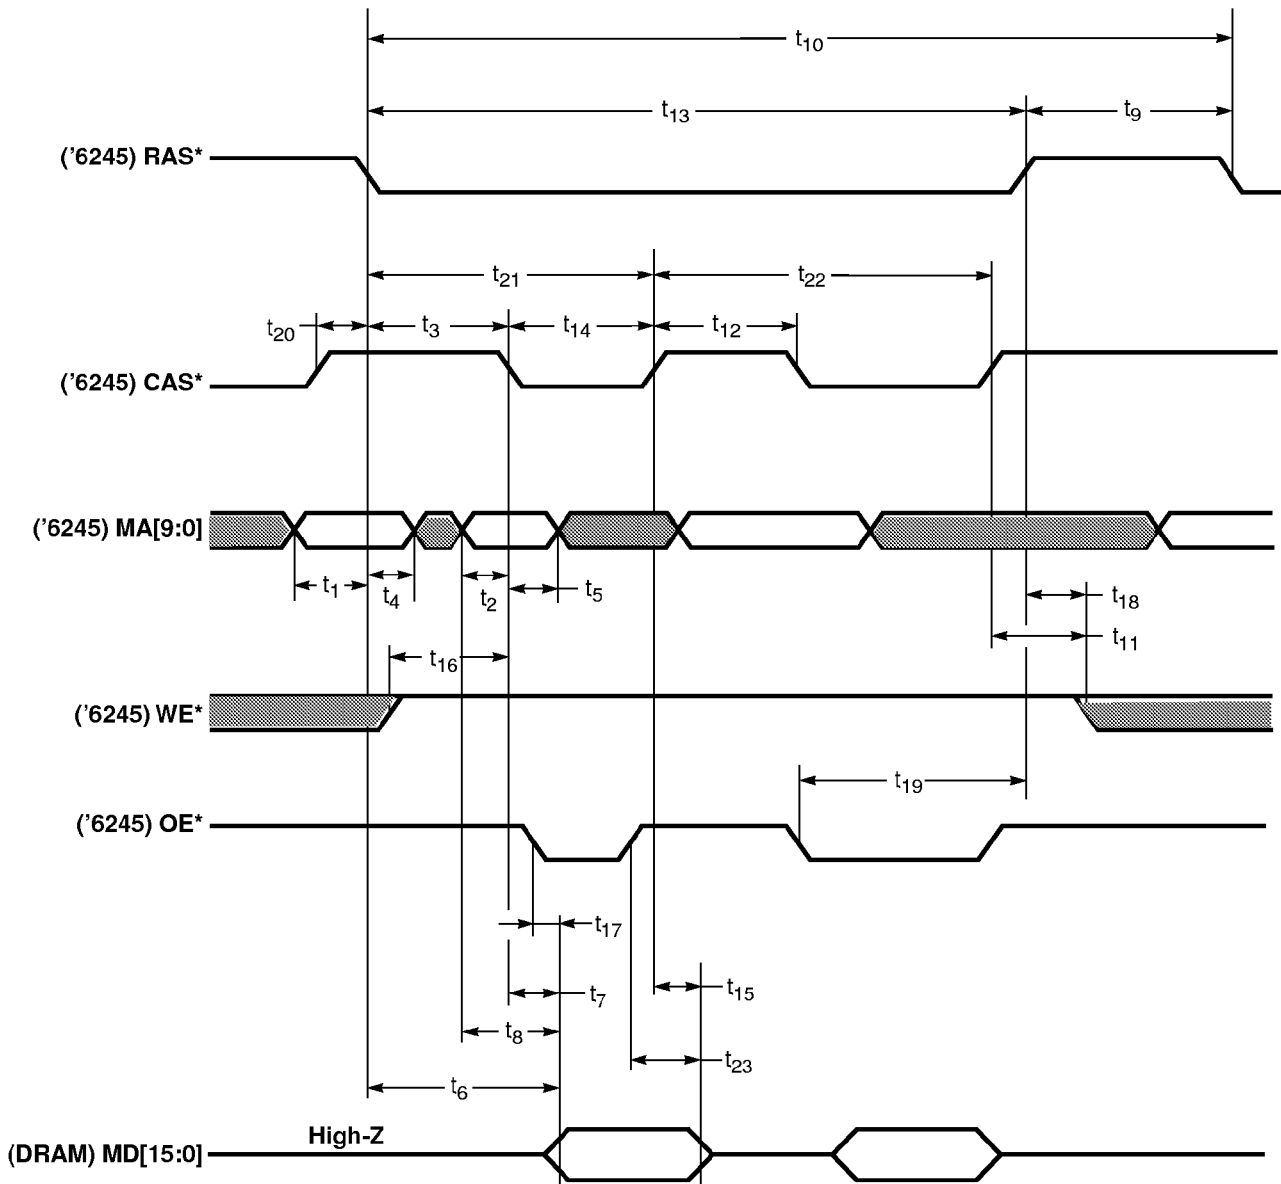 t10
t13
t9
('6245) RAS*
t21
t22
t20
t3
t14
t12
('6245) CAS*
('6245) MA[9:0]
t1
t4
t2
t5
t18
t11
t16
('6245) WE*
t19
('6245) OE*
t17
t7
t15
t8
t23
t6
High-Z
(DRAM) MD[15:0]